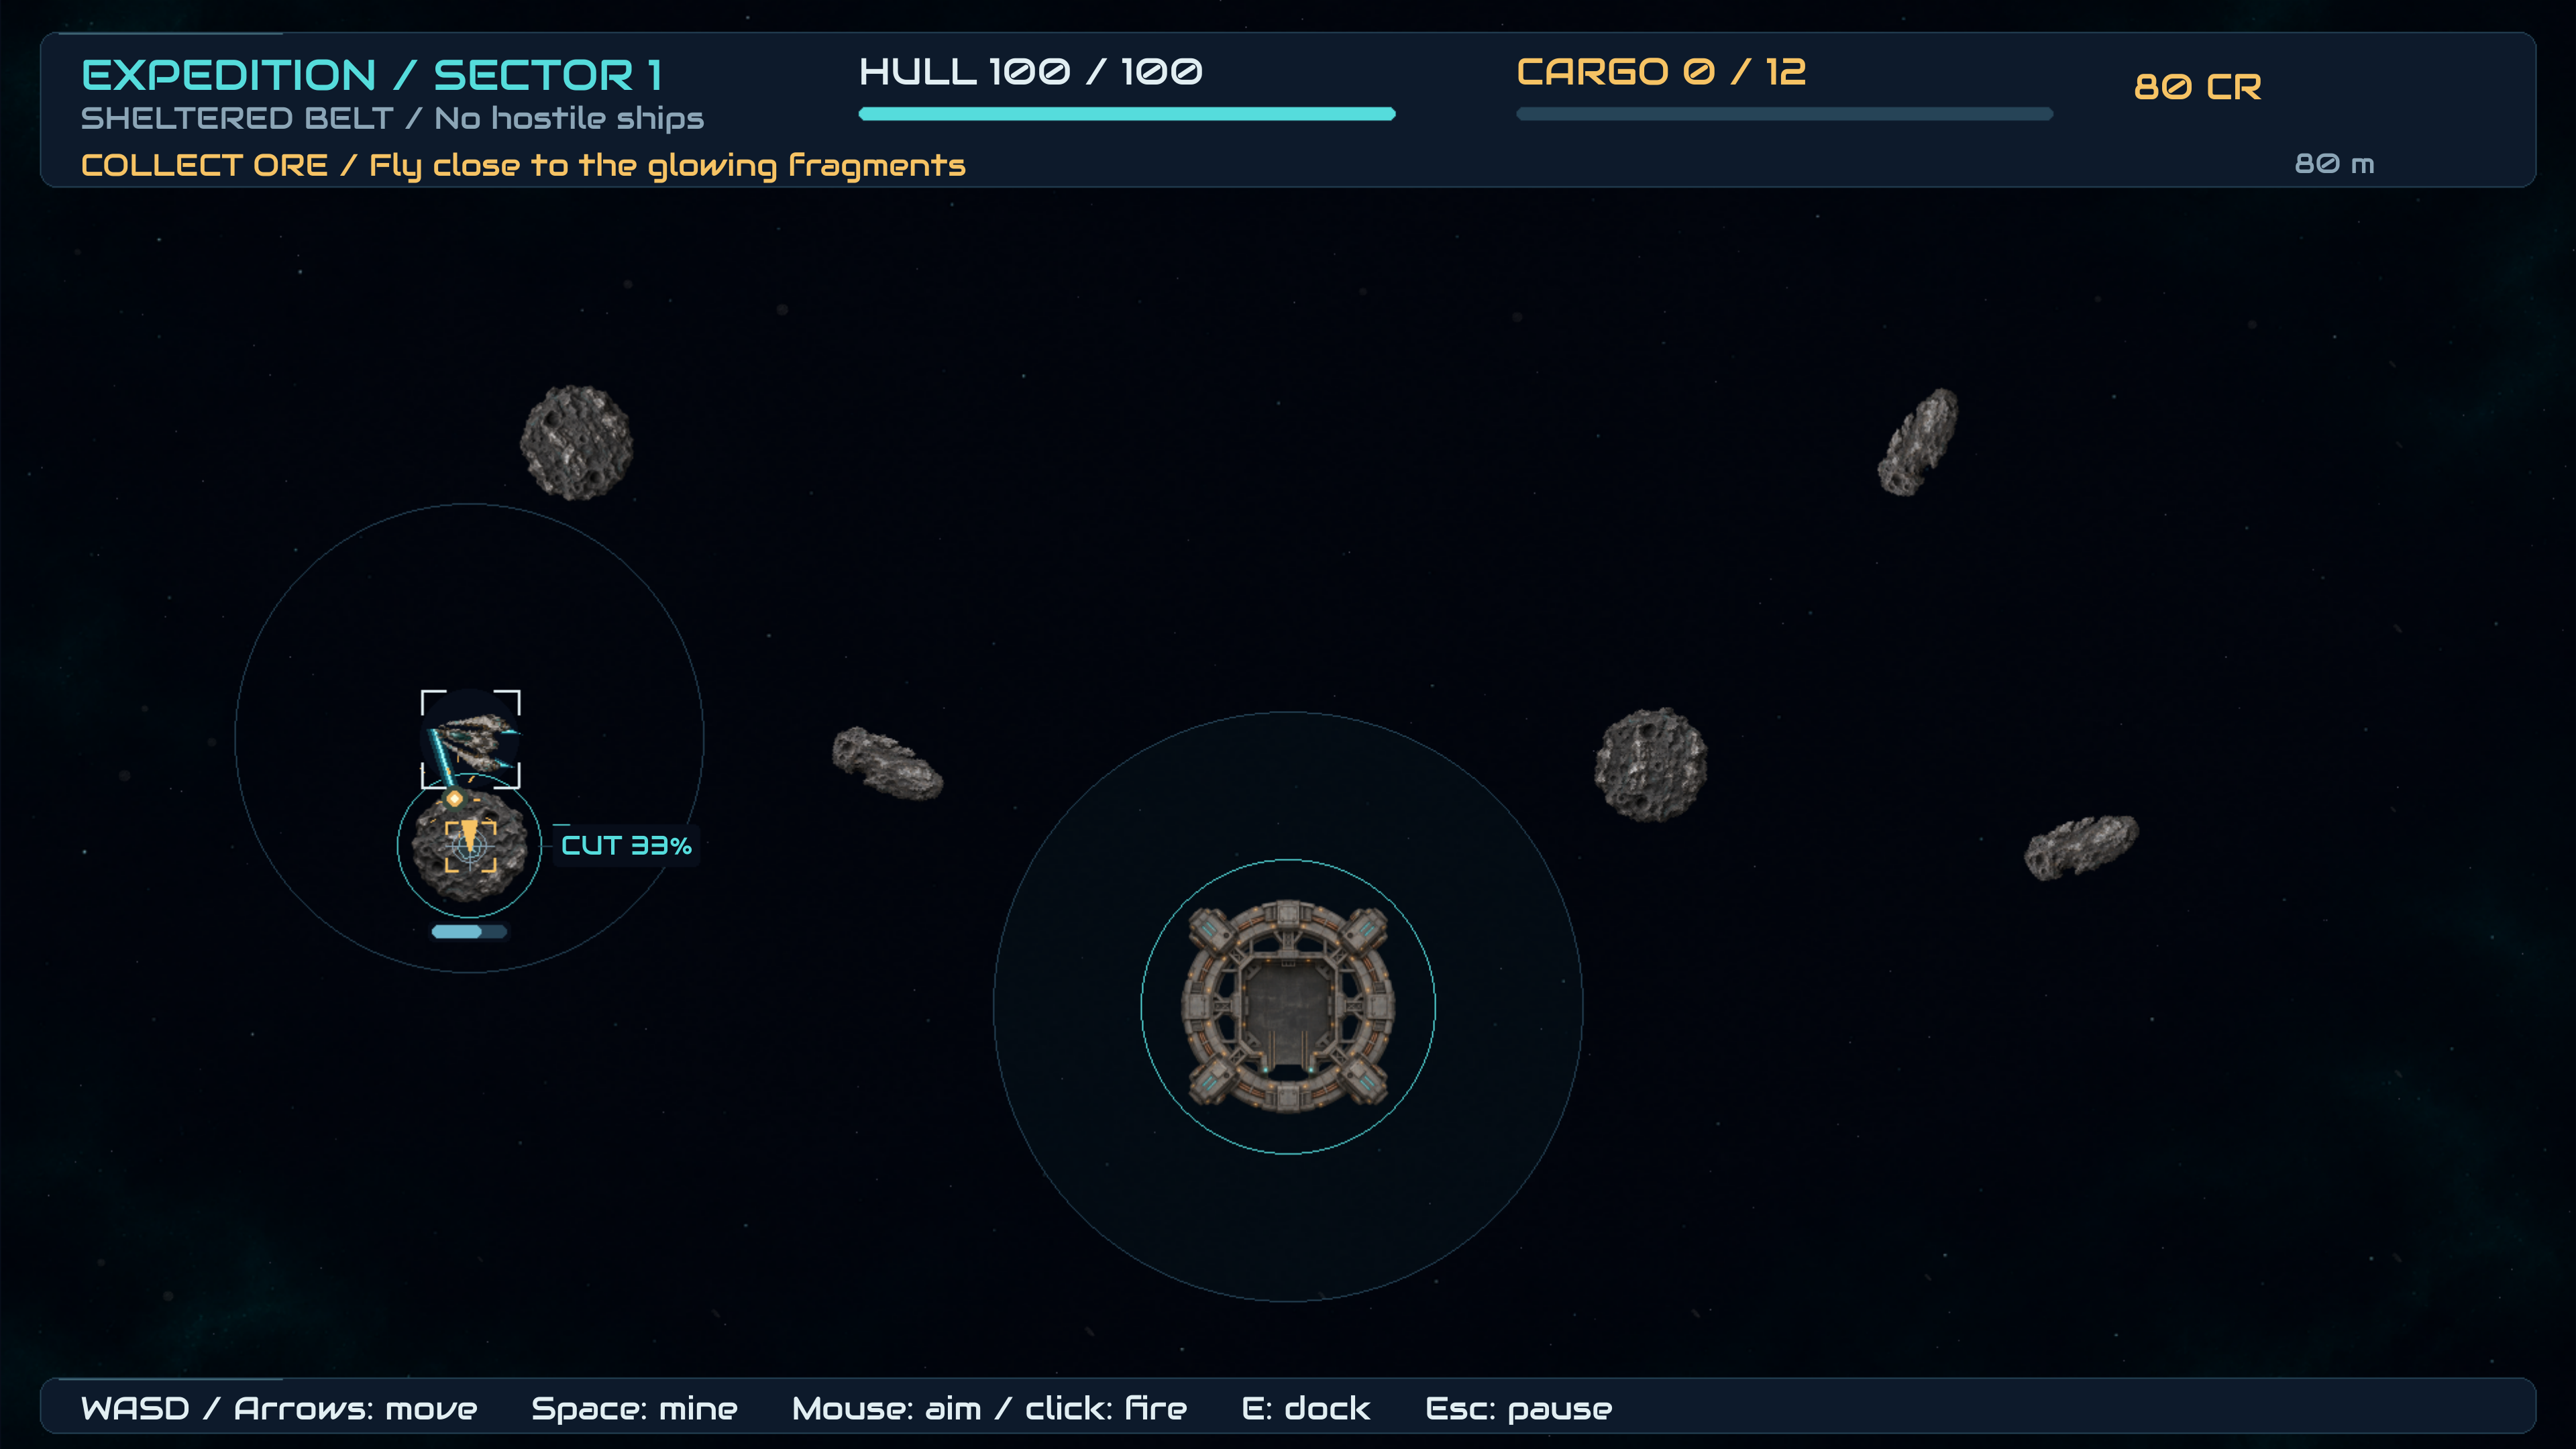 EXPEDITION / SECTOR 1
HULL 100 / 100
CARGO 0 / 12
80 CR
SHELTERED BELT / No hostile ships
COLLECT ORE / Fly close to the glowing fragments
80 m
CUT 33%
WASD / Arrows: move
Space: mine
Mouse: aim / click: fire
E: dock
Esc: pause